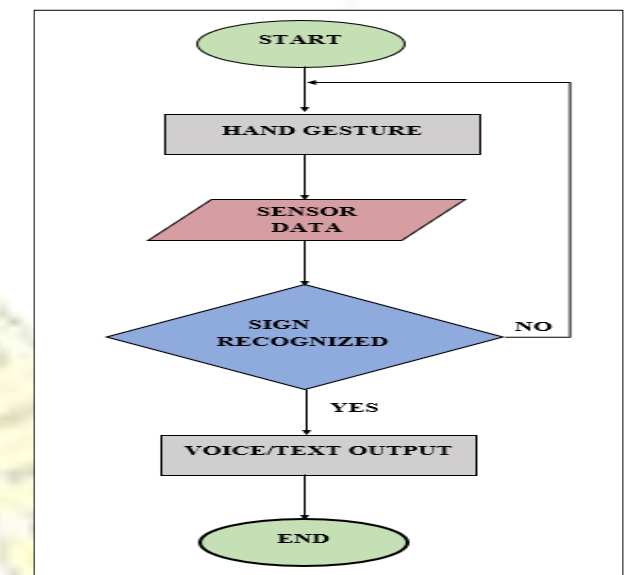 START
HAND GESTURE
SENSOR
DATA
SIGN
RECOGNIZED
NO
YES
VOICE/TEXT OUTPUT
END